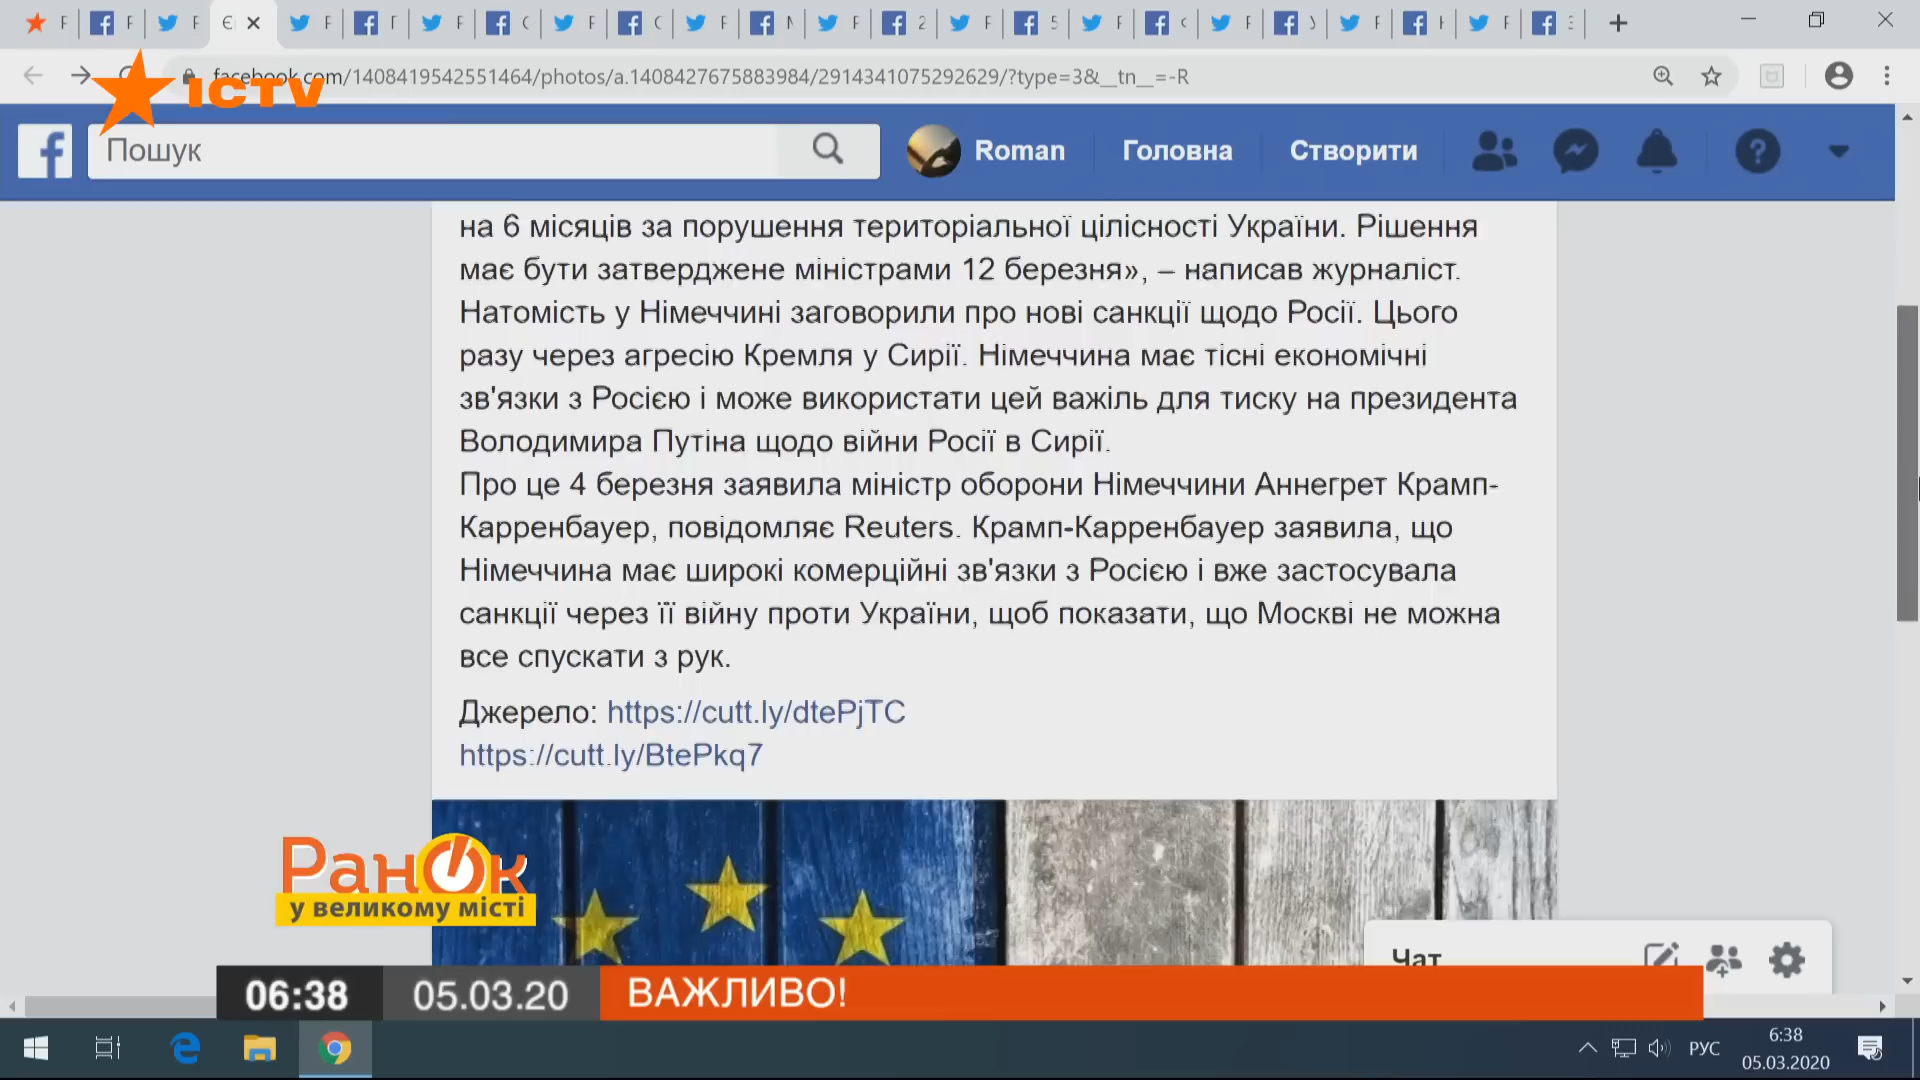 facebook.com/1408419542551464/photos/a.1408427675883984/2914341075292629/?type=3&__tn__=-R
ICTV
Пошук
Roman
Головна
Створити
на 6 місяців за порушення територіальної цілісності України. Рішення
має бути затверджене міністрами 12 березня», – написав журналіст.
Натомість у Німеччині заговорили про нові санкції щодо Росії. Цього
разу через агресію Кремля у Сирії. Німеччина має тісні економічні
зв'язки з Росією і може використати цей важіль для тиску на президента
Володимира Путіна щодо війни Росії в Сирії.
Про це 4 березня заявила міністр оборони Німеччини Аннегрет Крамп-
Карренбауер, повідомляє Reuters. Крамп-Карренбауер заявила, що
Німеччина має широкі комерційні зв'язки з Росією і вже застосувала
санкції через її війну проти України, щоб показати, що Москві не можна
все спускати з рук.
Джерело: https://cutt.ly/dtePjTC
https://cutt.ly/BtePkq7
Ранок
у великому місті
Чат
06:38
05.03.20
ВАЖЛИВО!
РУС
6:38
05.03.2020